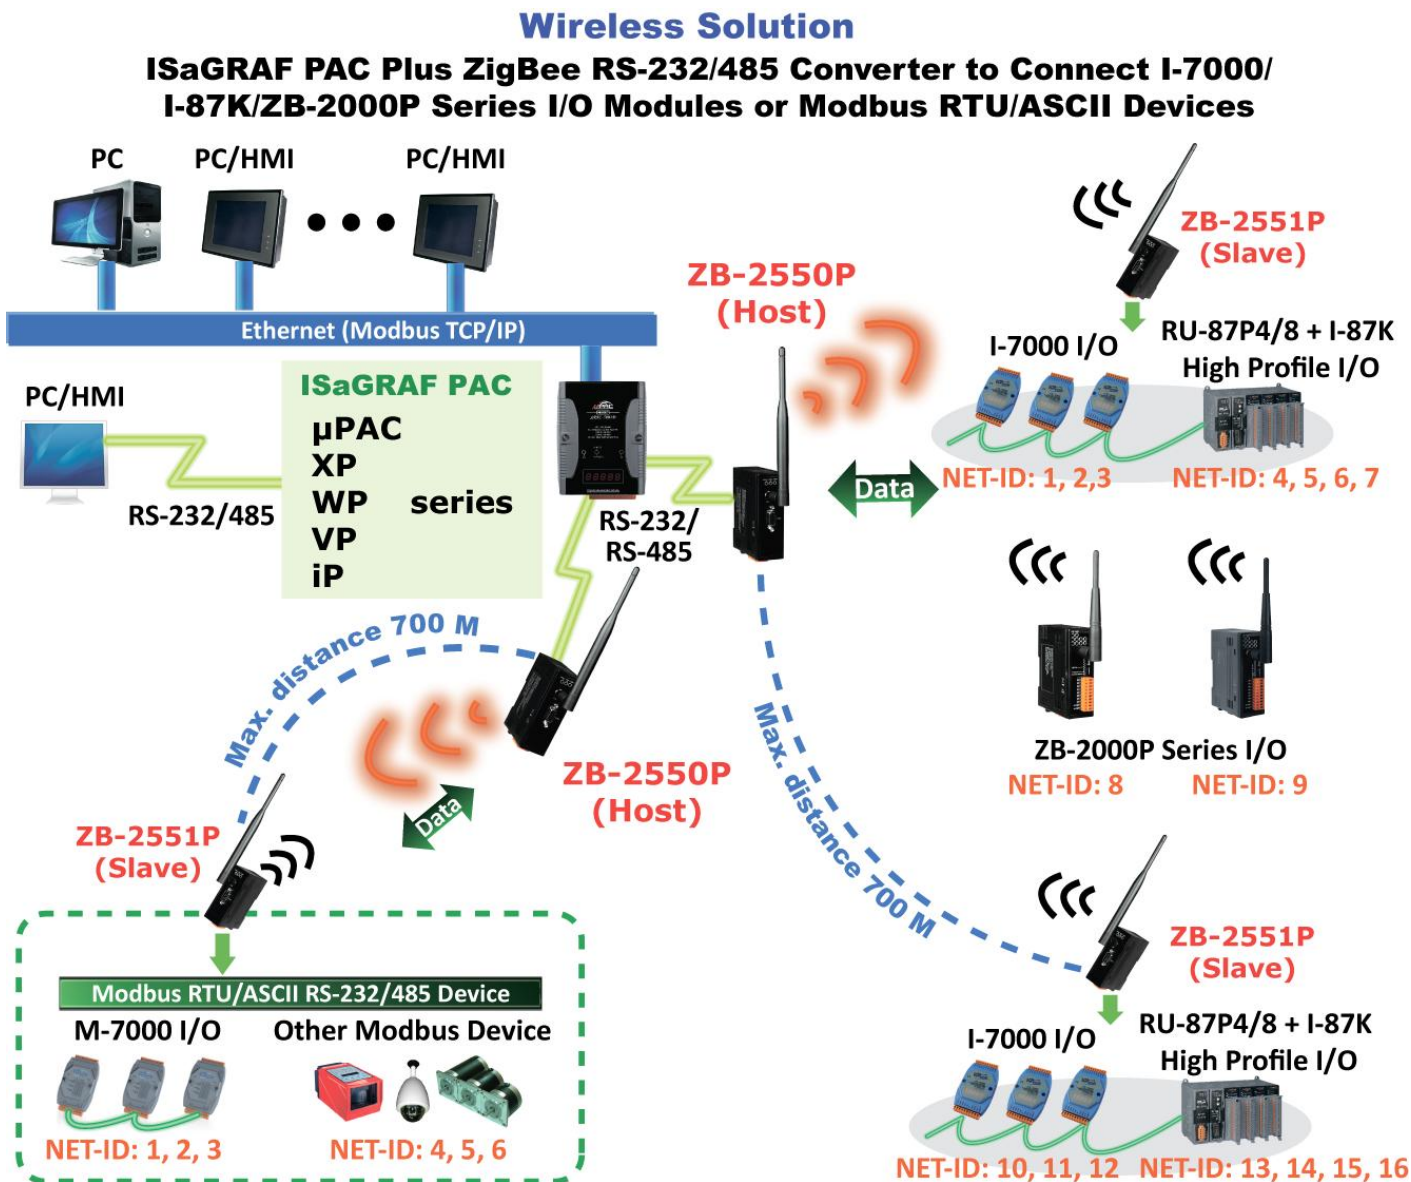 Wireless Solution
ISaGRAF PAC Plus ZigBee RS-232/485 Converter to Connect I-7000/
I-87K/ZB-2000P Series I/O Modules or Modbus RTU/ASCII Devices
PC
PC/HMI
PC/HMI
Ethernet (Modbus TCP/IP)
PC/HMI
RS-232/485
ISaGRAF PAC
µPAC
XP
WP series
VP
iP
RS-232/
RS-485
ZB-2550P
(Host)
Data
ZB-2551P
(Slave)
I-7000 I/O
RU-87P4/8 + I-87K
High Profile I/O
NET-ID: 1, 2,3
NET-ID: 4, 5, 6, 7
ZB-2000P Series I/O
NET-ID: 8
NET-ID: 9
Max. distance 700 M
ZB-2550P
(Host)
Data
Max. distance 700 M
ZB-2551P
(Slave)
Modbus RTU/ASCII RS-232/485 Device
M-7000 I/O
Other Modbus Device
NET-ID: 1, 2, 3
NET-ID: 4, 5, 6
ZB-2551P
(Slave)
I-7000 I/O
RU-87P4/8 + I-87K
High Profile I/O
NET-ID: 10, 11, 12
NET-ID: 13, 14, 15, 16